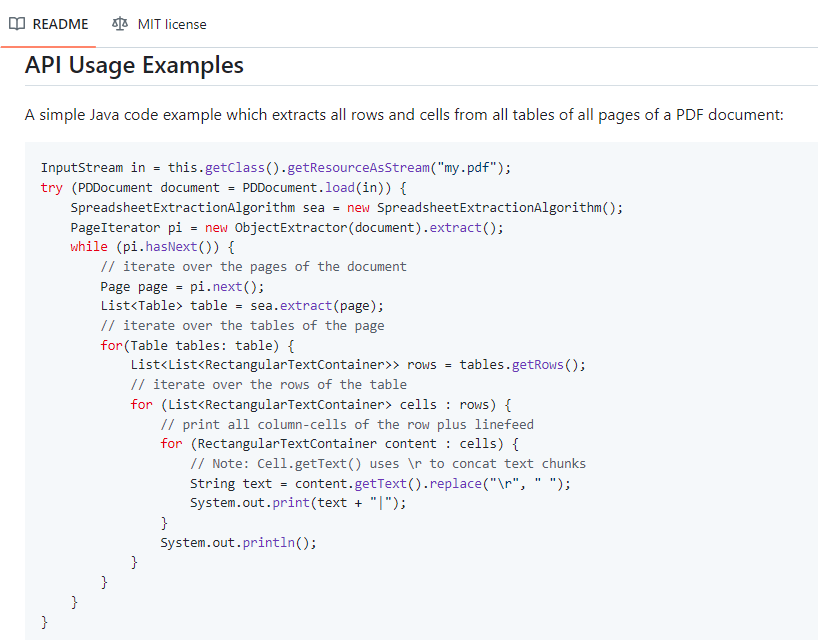 README MIT license
API Usage Examples
A simple Java code example which extracts all rows and cells from all tables of all pages of a PDF document:
InputStream in = this.getClass().getResourceAsStream("my.pdf");
try (PDDocument document = PDDocument.load(in)) {
    SpreadsheetExtractionAlgorithm sea = new SpreadsheetExtractionAlgorithm();
    PageIterator pi = new ObjectExtractor(document).extract();
    while (pi.hasNext()) {
        // iterate over the pages of the document
        Page page = pi.next();
        List<Table> table = sea.extract(page);
        // iterate over the tables of the page
        for(Table tables: table) {
            List<List<RectangularTextContainer>> rows = tables.getRows();
            // iterate over the rows of the table
            for (List<RectangularTextContainer> cells : rows) {
                // print all column-cells of the row plus linefeed
                for (RectangularTextContainer content : cells) {
                    // Note: Cell.getText() uses \r to concat text chunks
                    String text = content.getText().replace("\r", " ");
                    System.out.print(text + "|");
                }
                System.out.println();
            }
        }
    }
}